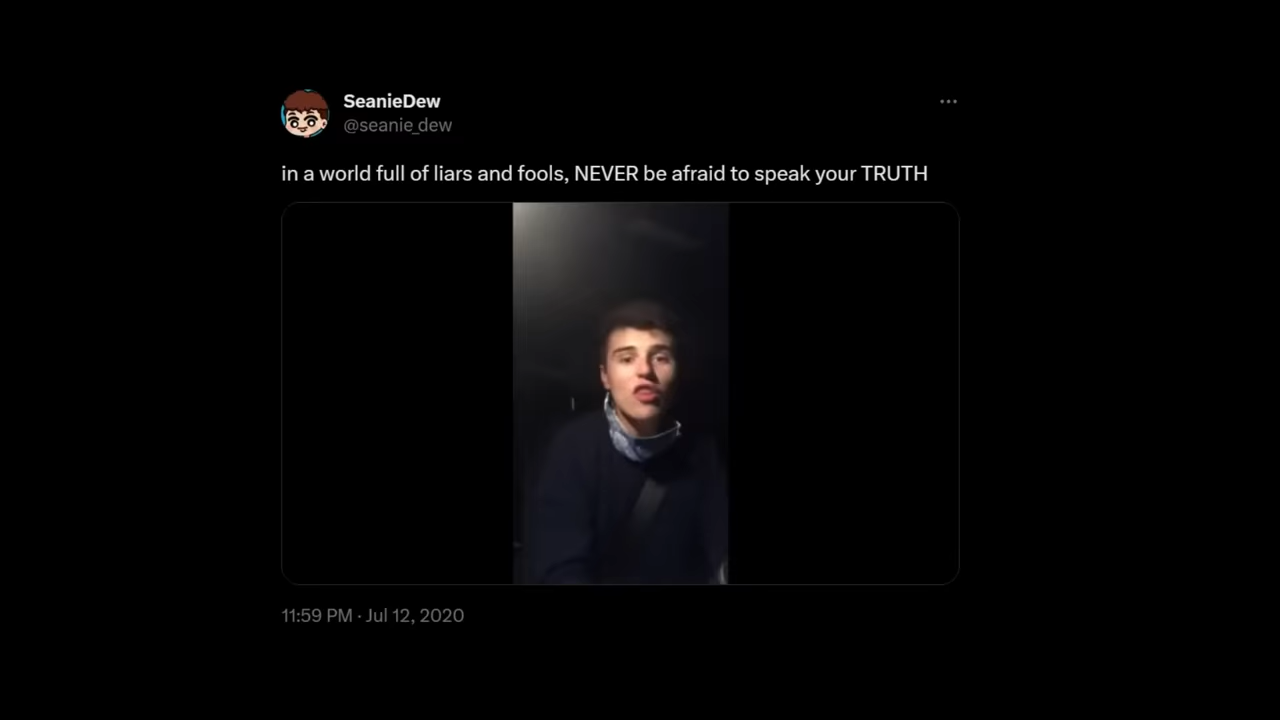 SeanieDew
@seanie_dew
in a world full of liars and fools, NEVER be afraid to speak your TRUTH
11:59 PM · Jul 12, 2020